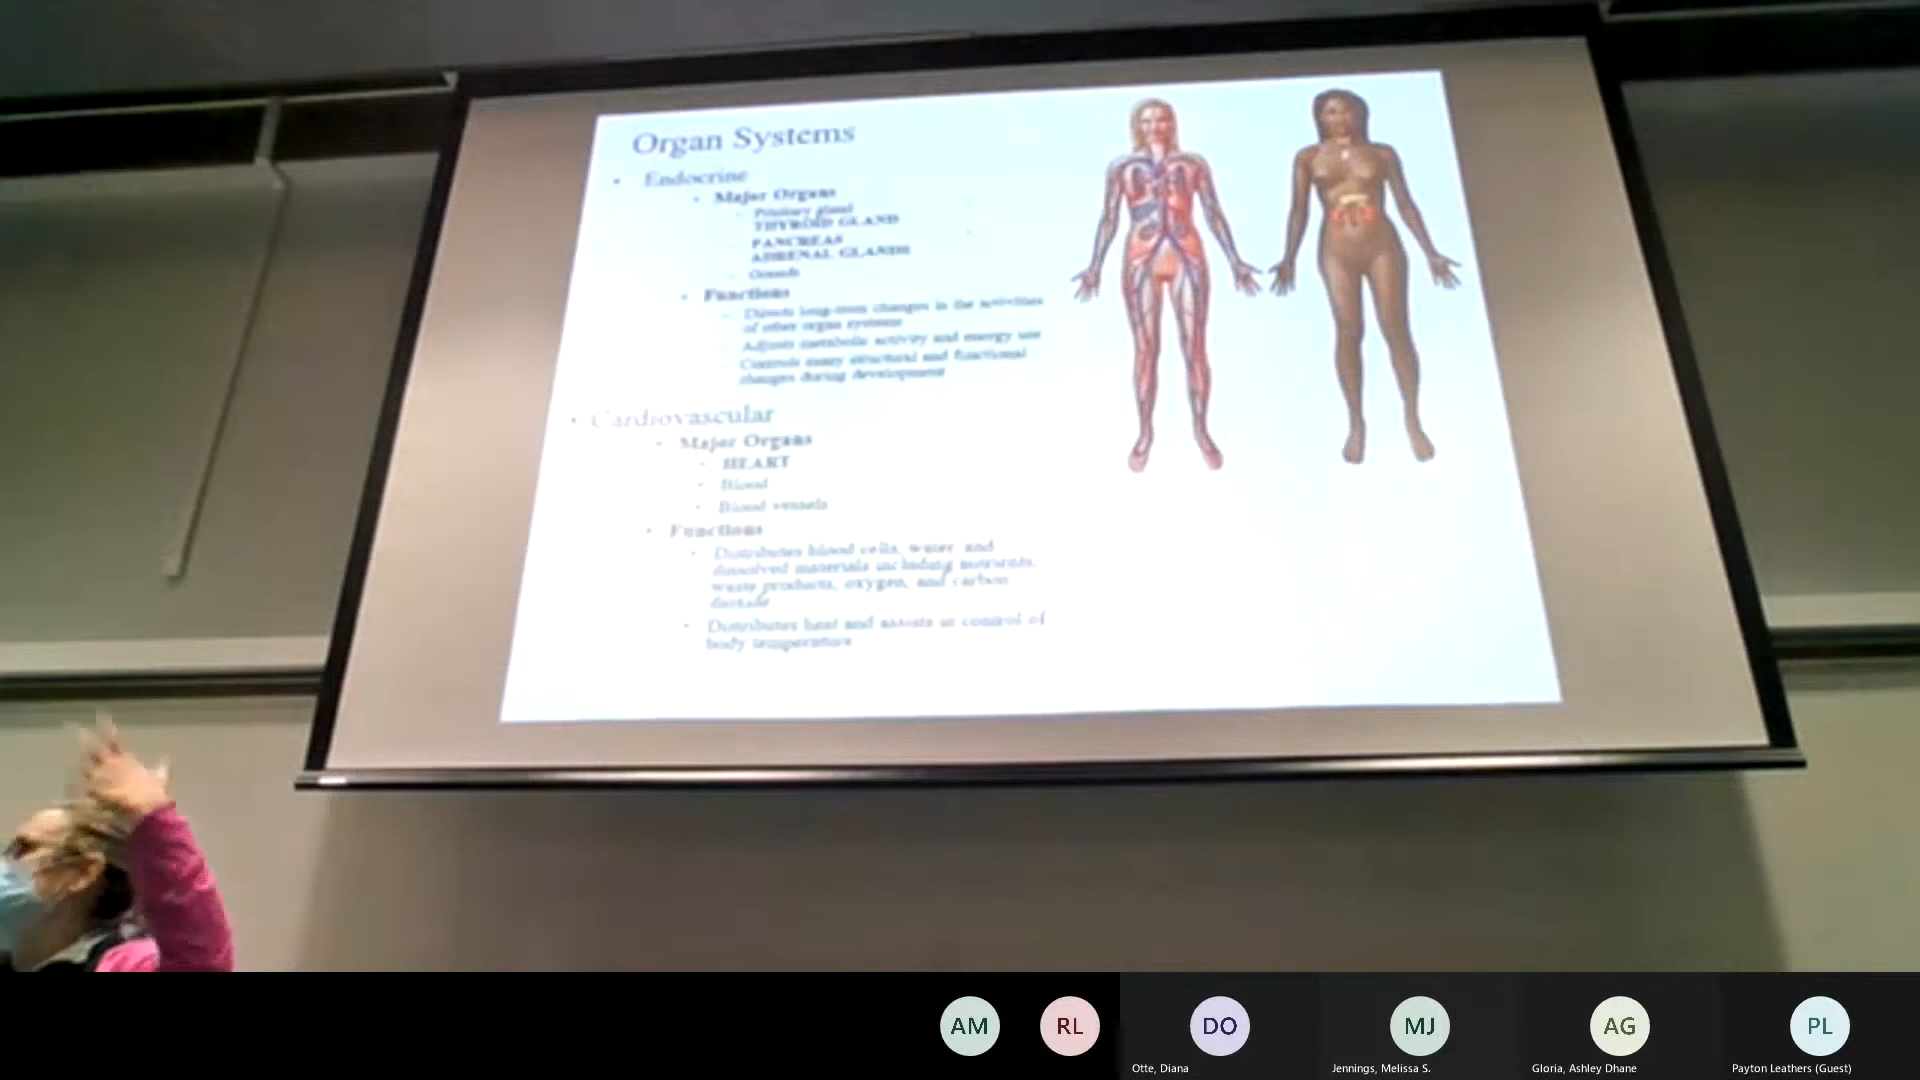 Organ Systems
• Endocrine
• Major Organs
– Pituitary gland
THYROID GLAND
– PANCREAS
ADRENAL GLANDS
– Gonads
• Functions
– Directs long-term changes in the activities
of other organ systems
– Adjusts metabolic activity and energy use
– Controls many structural and functional
changes during development
• Cardiovascular
• Major Organs
• HEART
• Blood
• Blood vessels
• Functions
• Distributes blood cells, water, and
dissolved materials including nutrients,
waste products, oxygen, and carbon
dioxide
• Distributes heat and assists in control of
body temperature
AM
RL
DO
MJ
AG
PL
Otte, Diana
Jennings, Melissa S.
Gloria, Ashley Dhane
Payton Leathers (Guest)